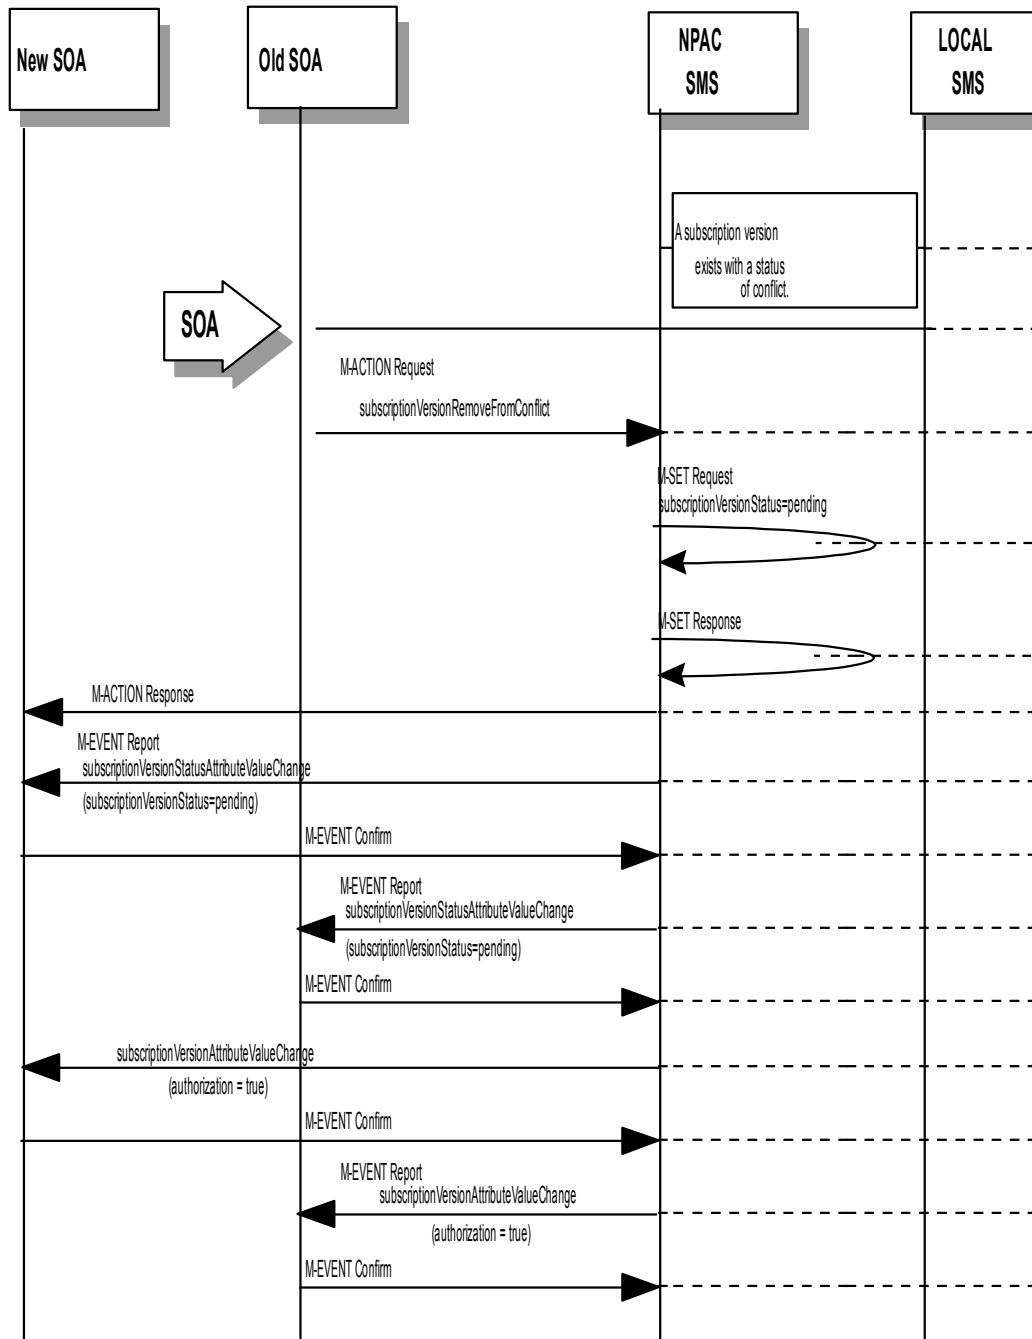 New SOA
Old SOA
NPAC
SMS
LOCAL
SMS
A subscription version
exists with a status
of conflict.
SOA
M-ACTION Request
subscriptionVersionRemoveFromConflict
M-SET Request
subscriptionVersionStatus=pending
M-SET Response
M-ACTION Response
M-EVENT Report
subscriptionVersionStatusAttributeValueChange
(subscriptionVersionStatus=pending)
M-EVENT Confirm
M-EVENT Report
subscriptionVersionStatusAttributeValueChange
(subscriptionVersionStatus=pending)
M-EVENT Confirm
subscriptionVersionAttributeValueChange
(authorization = true)
M-EVENT Confirm
M-EVENT Report
subscriptionVersionAttributeValueChange
(authorization = true)
M-EVENT Confirm